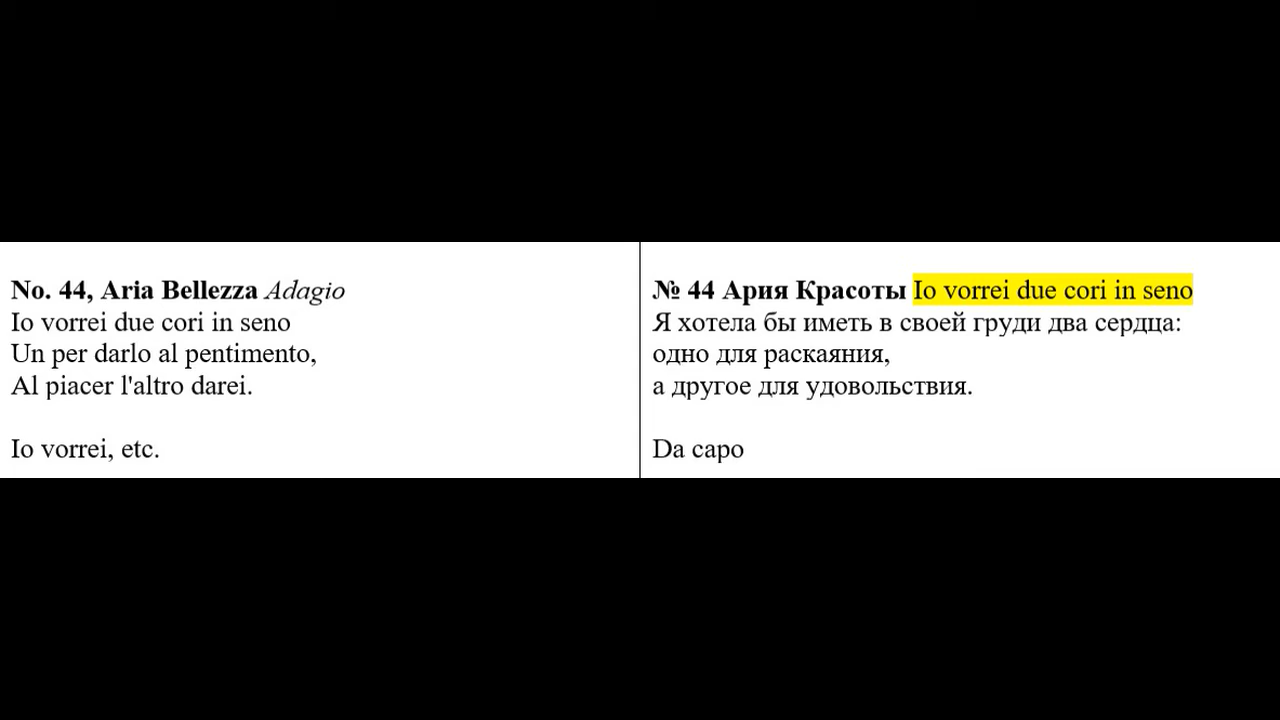 No. 44, Aria Bellezza Adagio
Io vorrei due cori in seno
Un per darlo al pentimento,
Al piacer l'altro darei.
Io vorrei, etc.
№ 44 Ария Красоты Io vorrei due cori in seno
Я хотела бы иметь в своей груди два сердца:
одно для раскаяния,
а другое для удовольствия.
Da capo